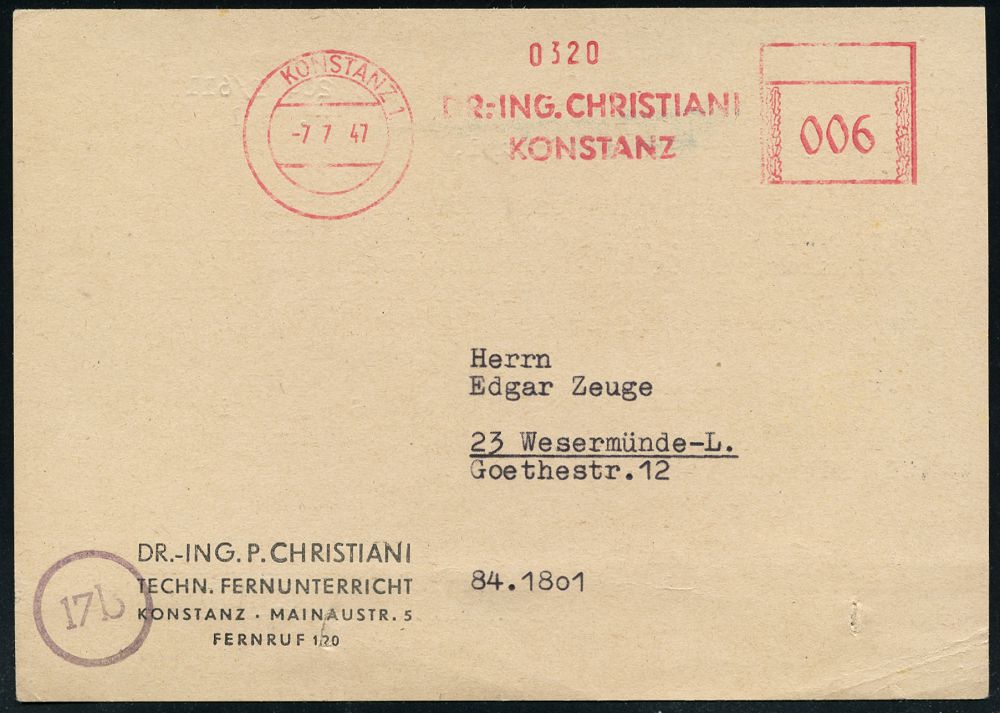 0320
KONSTANZ 1
-7 7 47
DR.-ING. CHRISTIANI
KONSTANZ
006
Herrn
Edgar Zeuge
23 Wesermünde-L.
Goethestr.12
84.18o1
DR.-ING. P. CHRISTIANI
TECHN. FERNUNTERRICHT
KONSTANZ · MAINAUSTR. 5
FERNRUF 120
17b